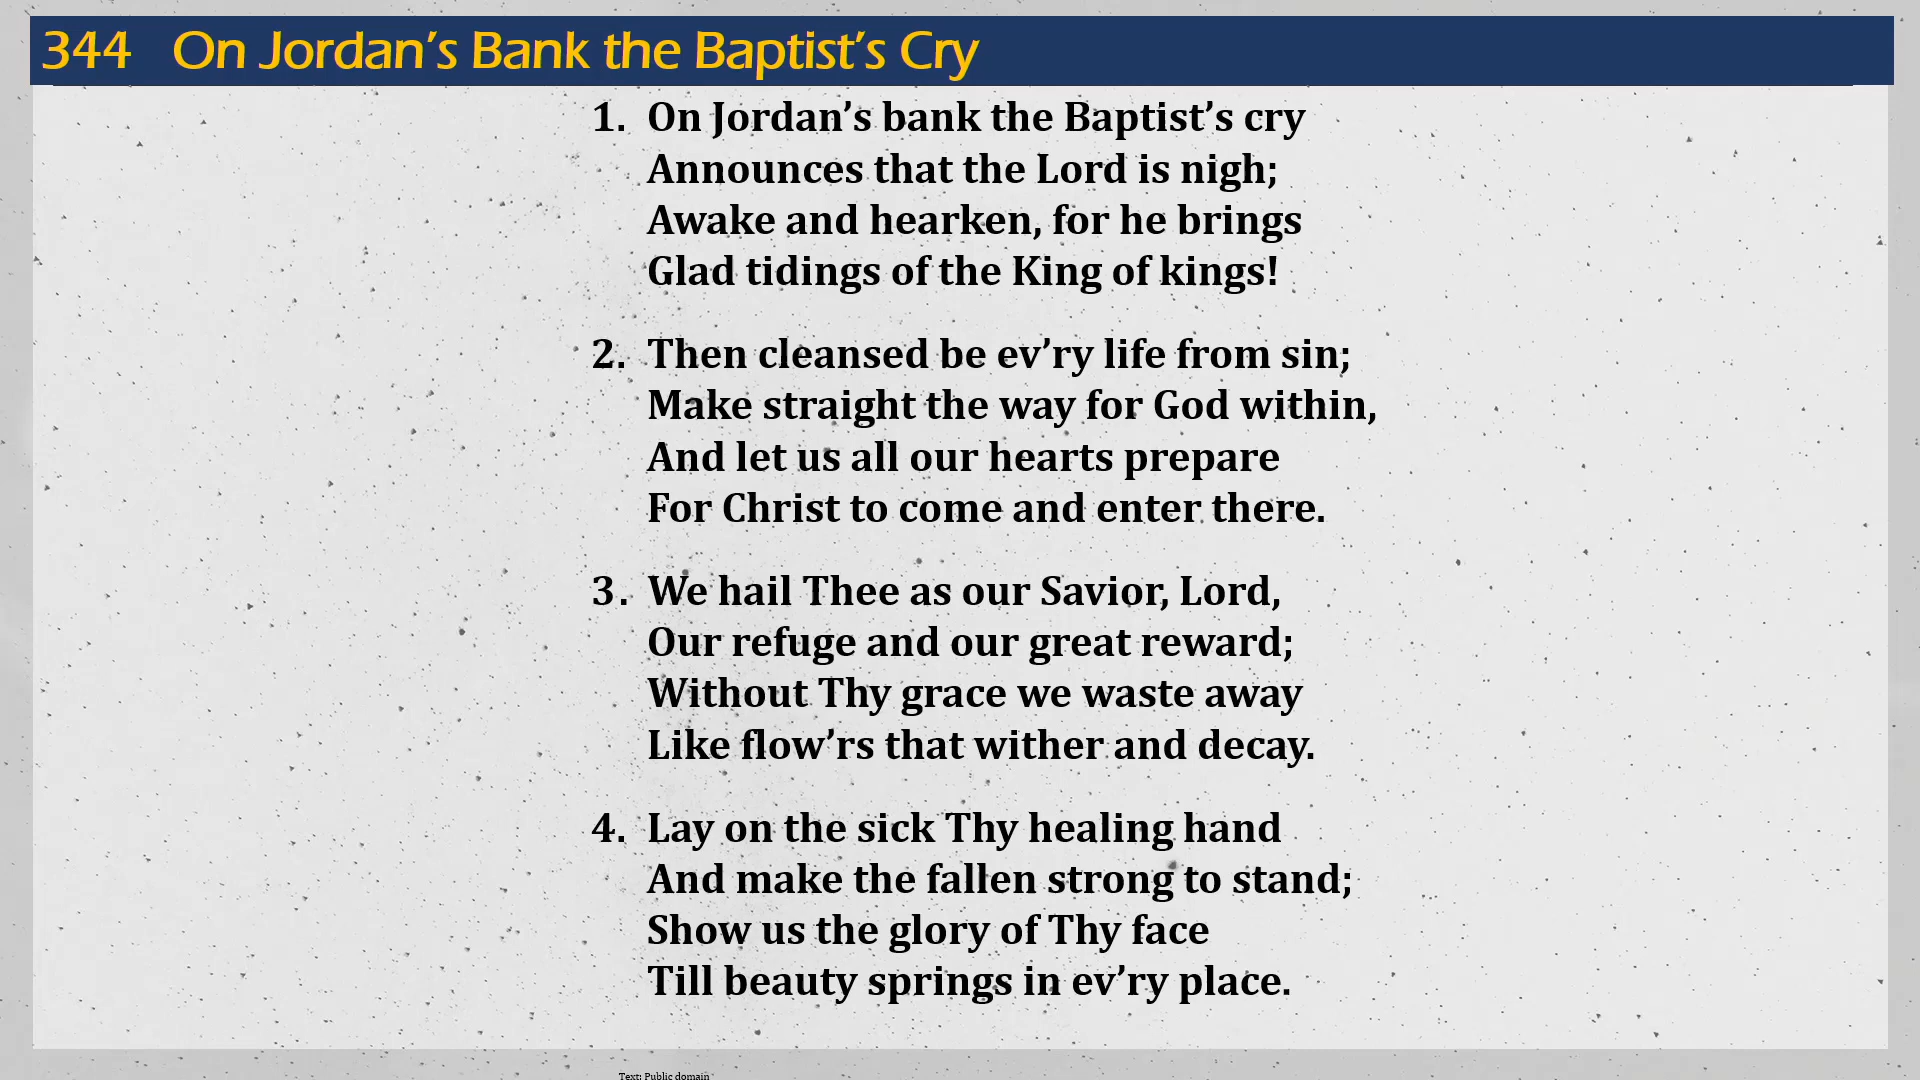 344 On Jordan’s Bank the Baptist’s Cry
1. On Jordan’s bank the Baptist’s cry
Announces that the Lord is nigh;
Awake and hearken, for he brings
Glad tidings of the King of kings!
2. Then cleansed be ev’ry life from sin;
Make straight the way for God within,
And let us all our hearts prepare
For Christ to come and enter there.
3. We hail Thee as our Savior, Lord,
Our refuge and our great reward;
Without Thy grace we waste away
Like flow’rs that wither and decay.
4. Lay on the sick Thy healing hand
And make the fallen strong to stand;
Show us the glory of Thy face
Till beauty springs in ev’ry place.
Text: Public domain